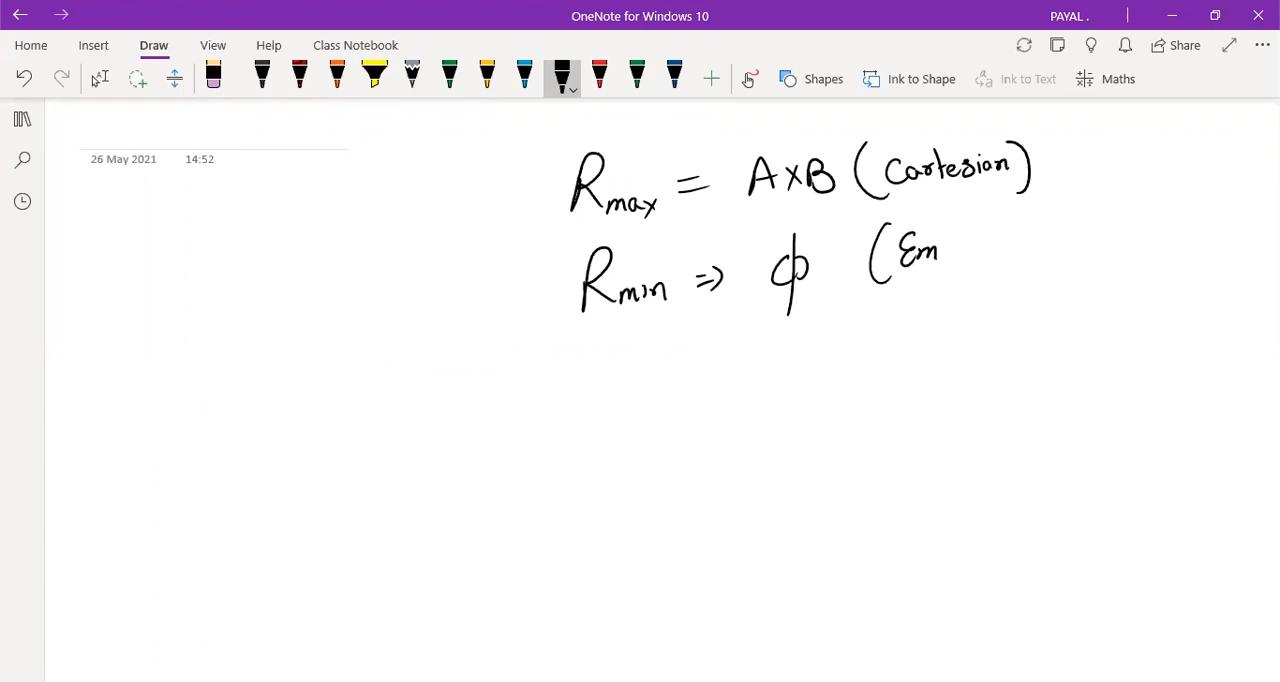 OneNote for Windows 10
PAYAL .
Home Insert Draw View Help Class Notebook Share
Shapes Ink to Shape Ink to Text Maths
26 May 2021 14:52
Rmax = A×B (Cartesian)
Rmin ⇒ ϕ (Em